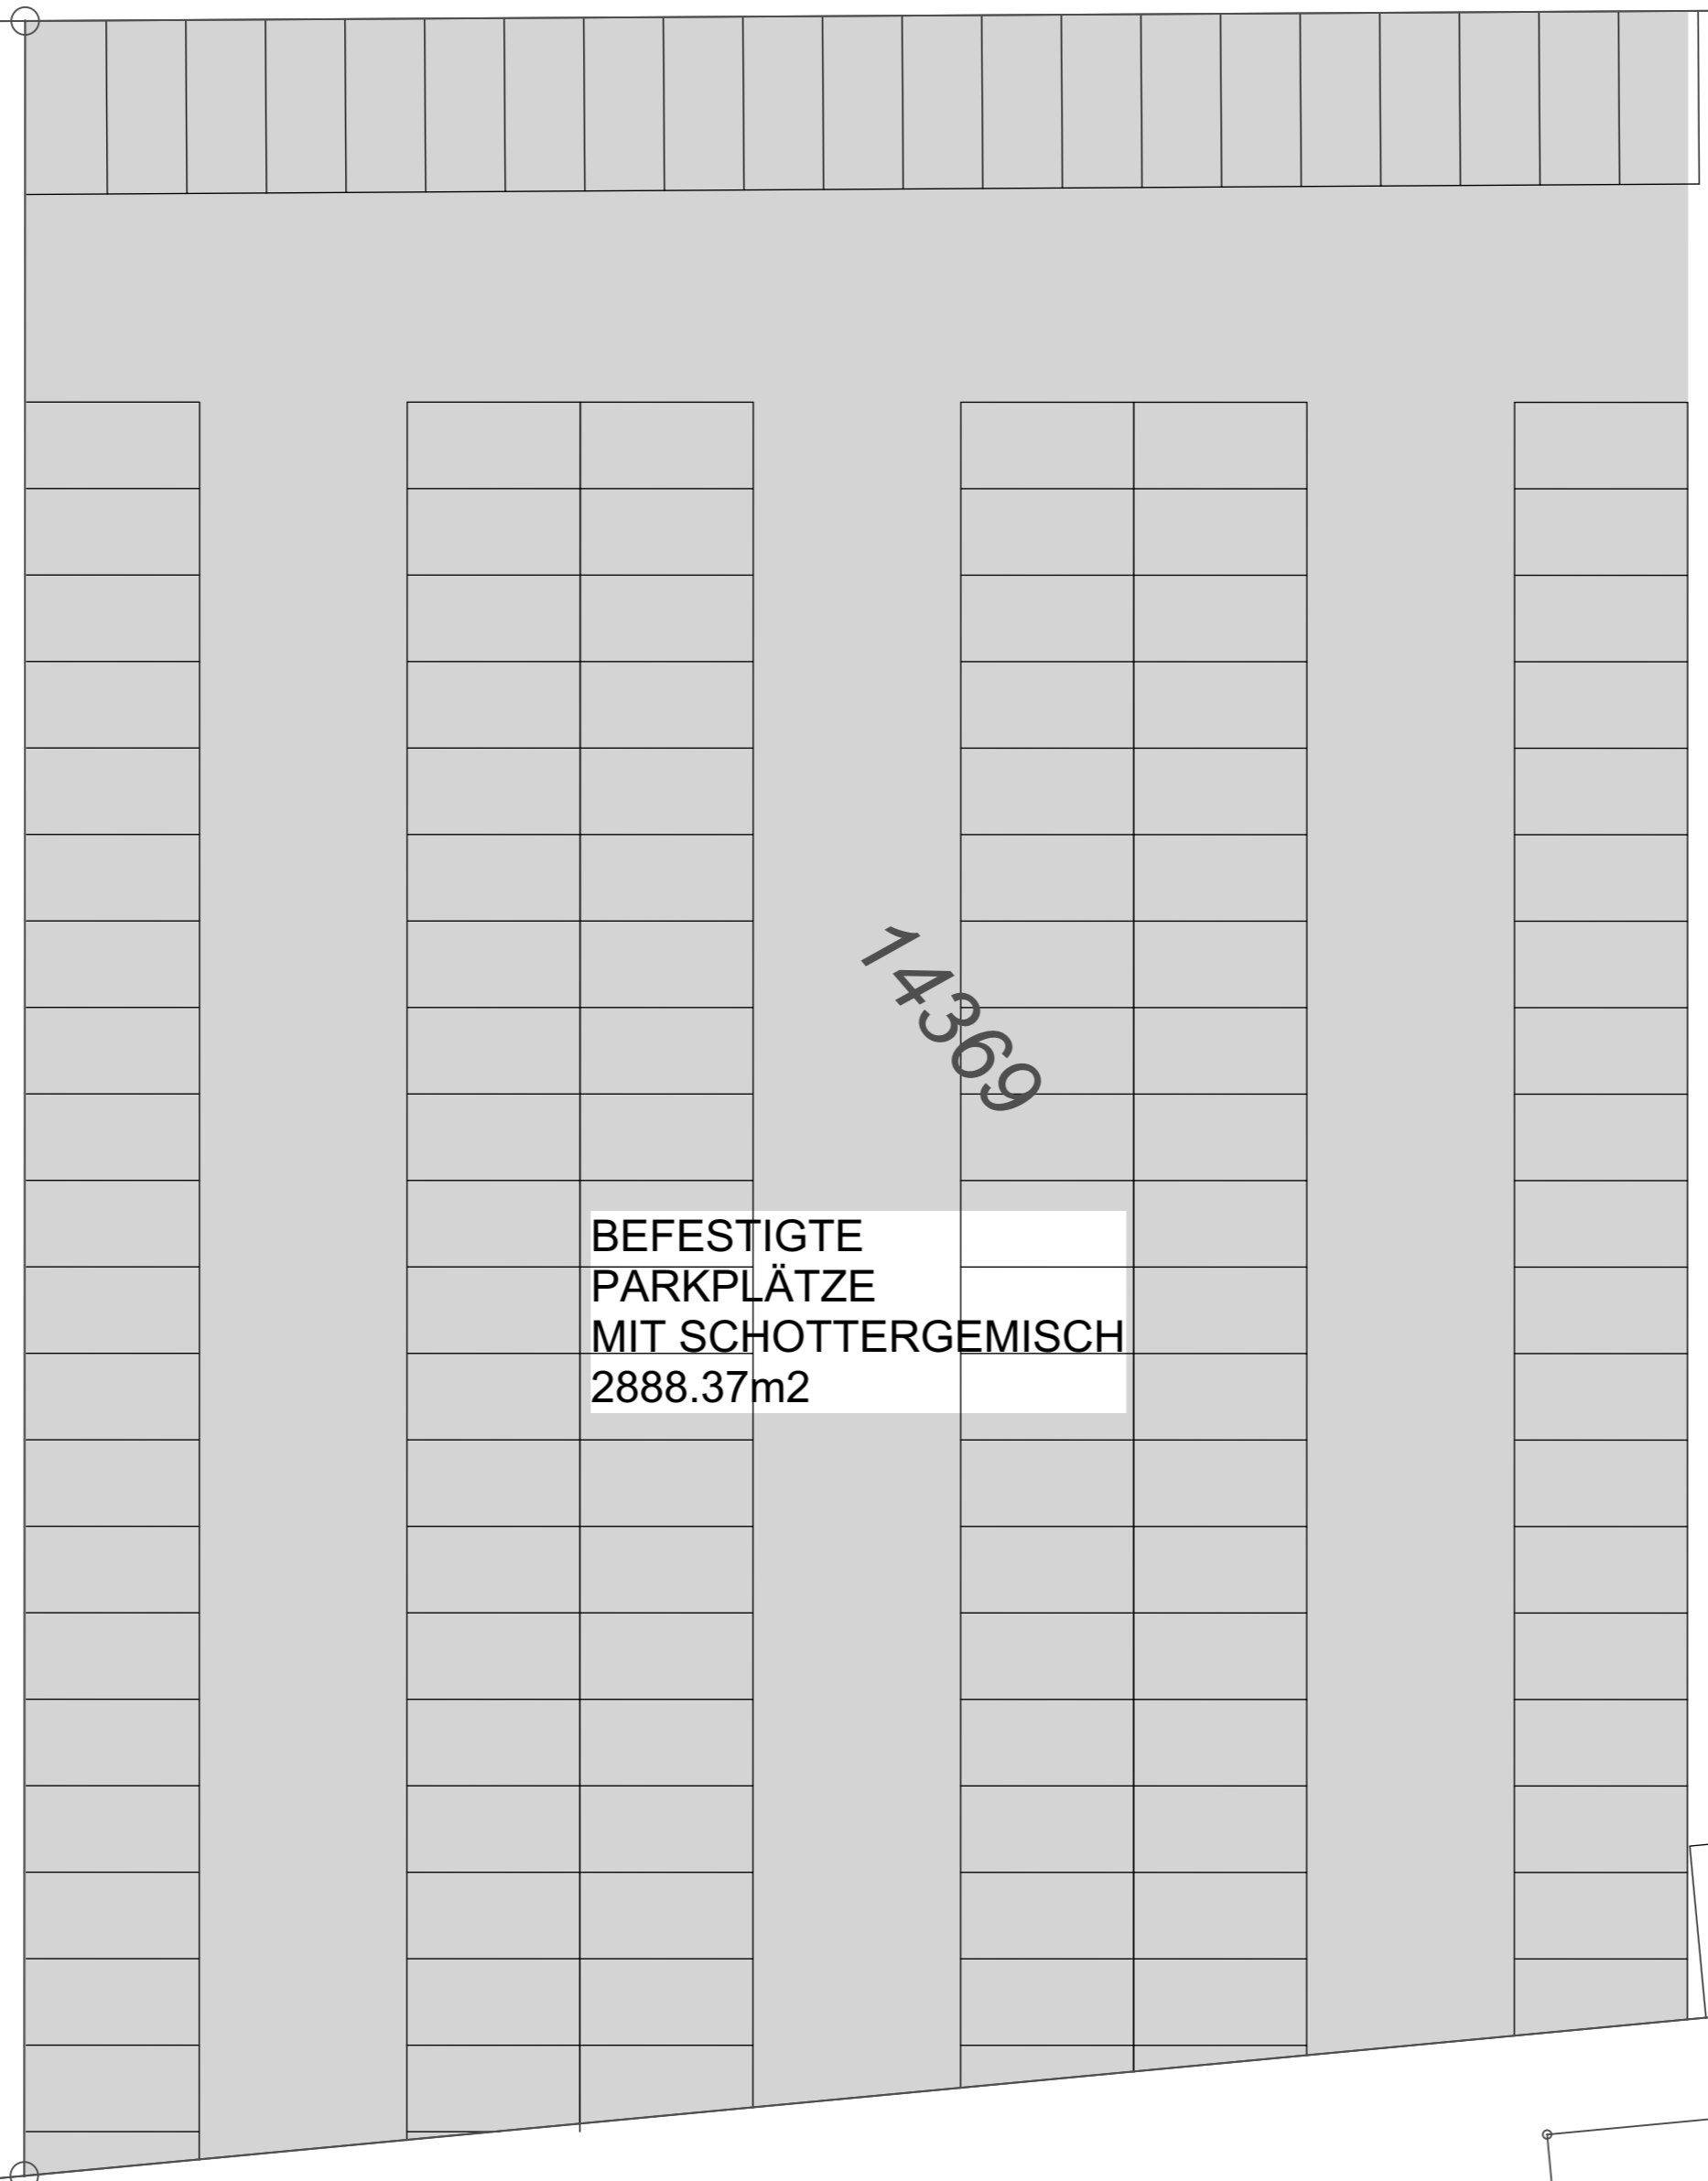 14369
BEFESTIGTE
PARKPLÄTZE
MIT SCHOTTERGEMISCH
2888.37m2